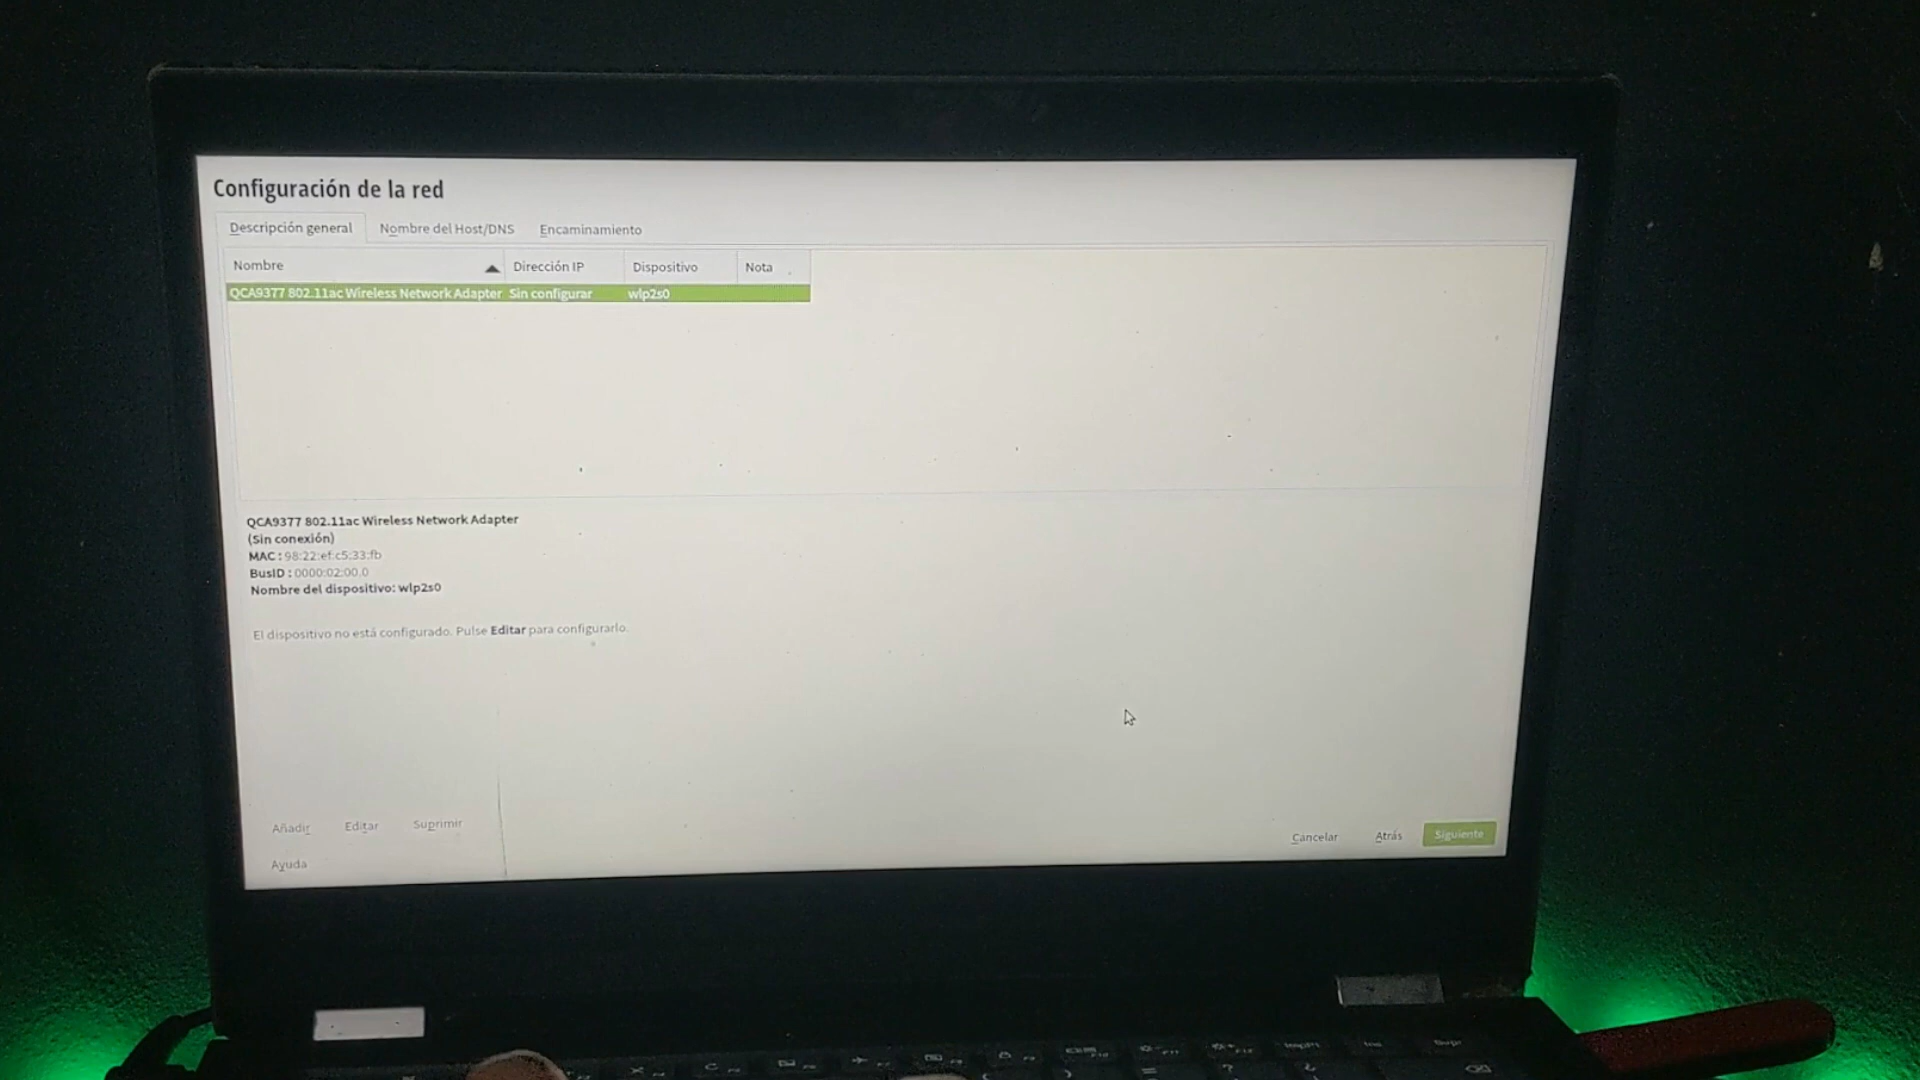 Configuración de la red
Descripción general Nombre del Host/DNS Encaminamiento
Nombre Dirección IP Dispositivo Nota
QCA9377 802.11ac Wireless Network Adapter Sin configurar wlp2s0
QCA9377 802.11ac Wireless Network Adapter
(Sin conexión)
MAC : 98:22:ef:c5:33:fb
BusID : 0000:02:00.0
Nombre del dispositivo: wlp2s0
El dispositivo no está configurado. Pulse Editar para configurarlo.
Añadir Editar Suprimir
Cancelar Atrás Siguiente
Ayuda